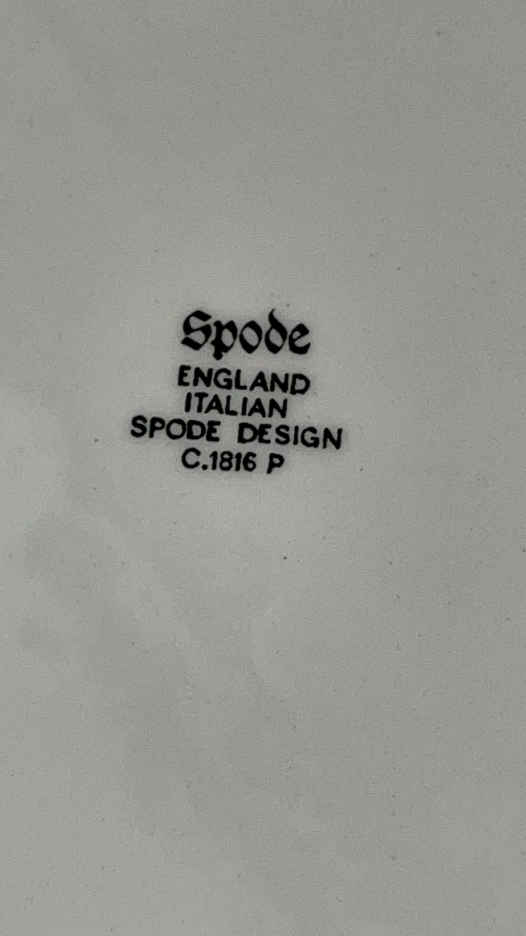 Spode
ENGLAND
ITALIAN
SPODE DESIGN
C.1816 P